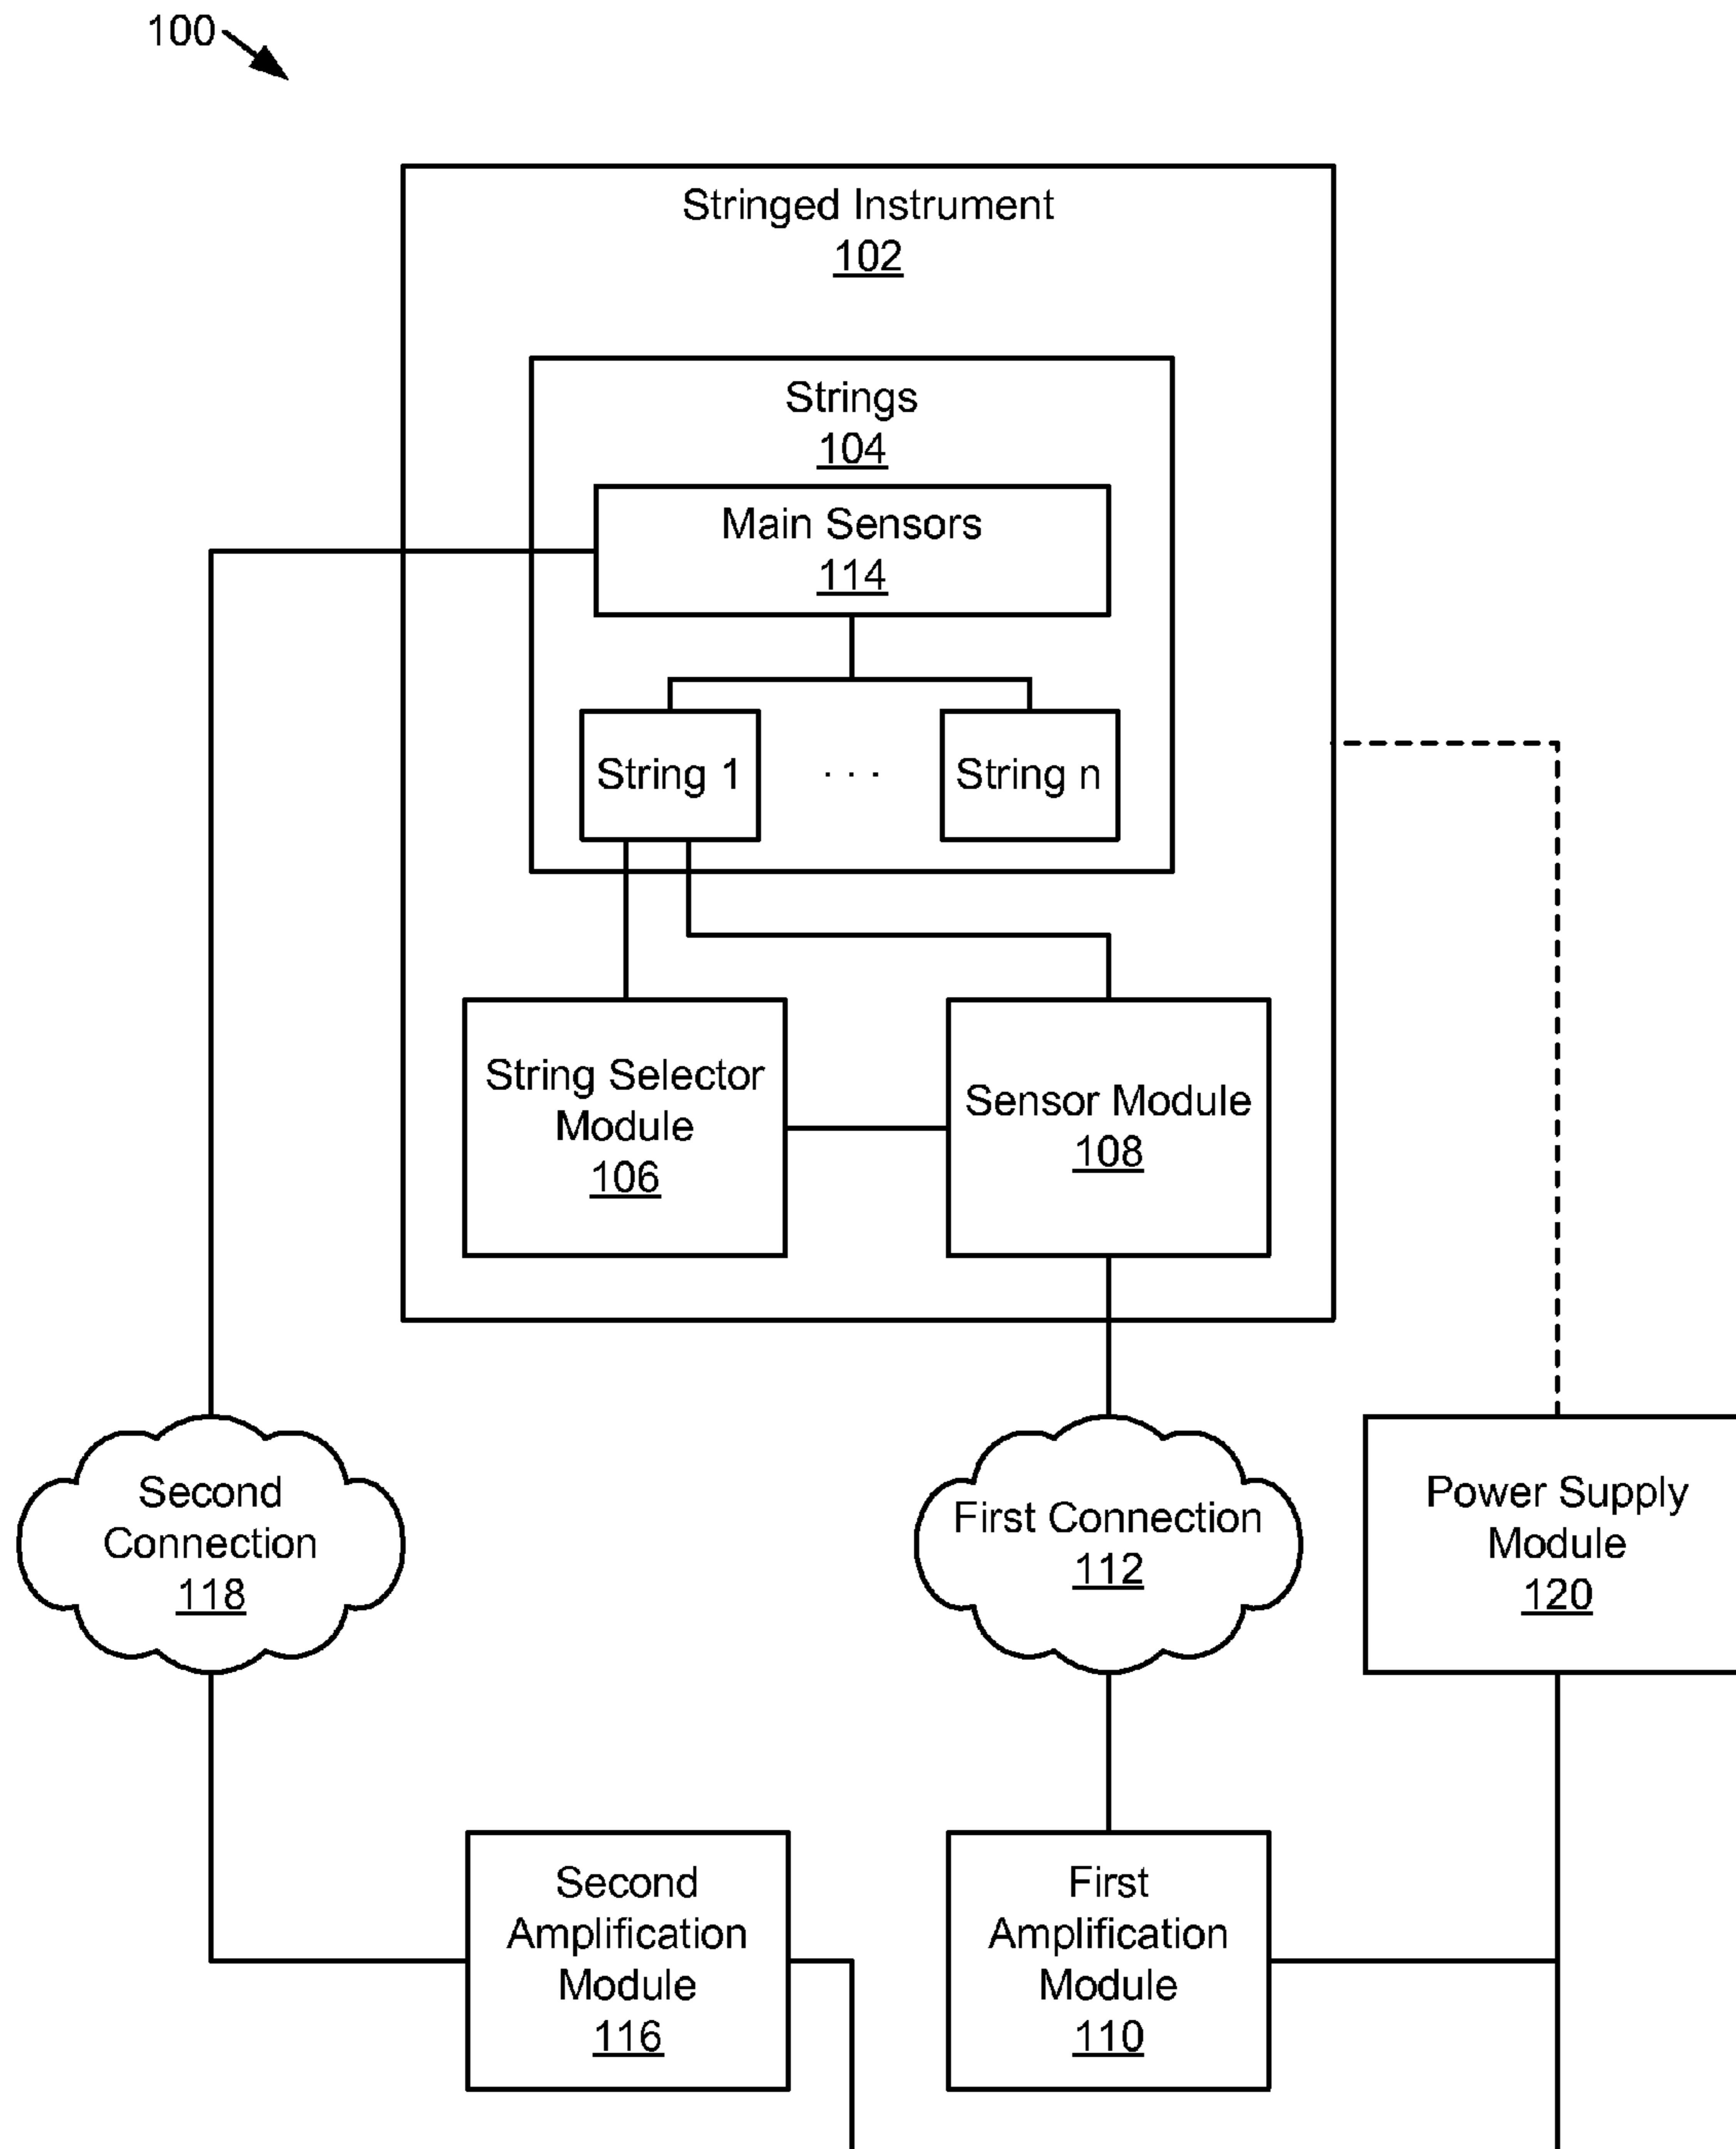 100
Stringed Instrument
102
Strings
104
Main Sensors
114
String 1
. . .
String n
String Selector
Module
106
Sensor Module
108
Second
Connection
118
First Connection
112
Power Supply
Module
120
Second
Amplification
Module
116
First
Amplification
Module
110